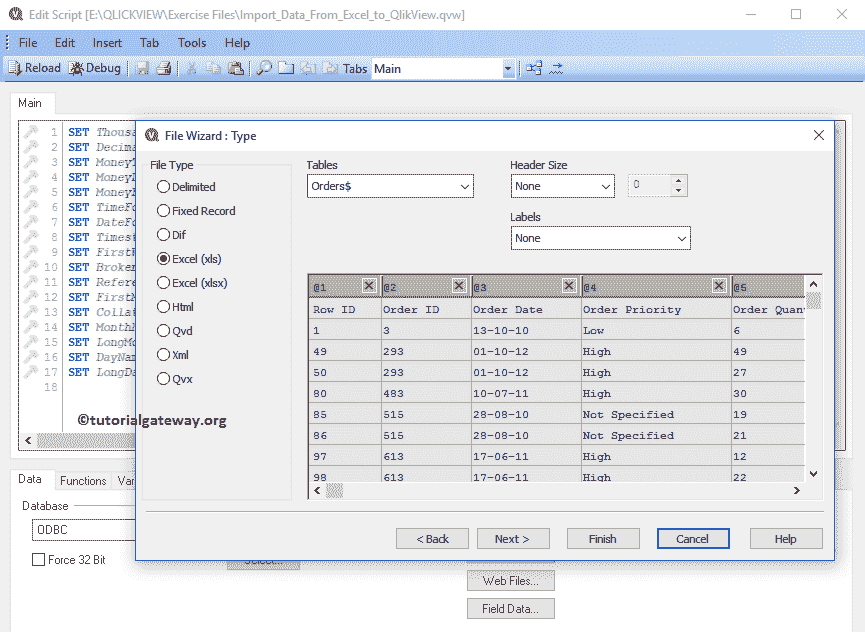 Edit Script [E:\QLICKVIEW\Exercise Files\Import_Data_From_Excel_to_QlikView.qvw]
File Edit Insert Tab Tools Help
Reload Debug Tabs Main
Main
1 SET Thousa
2 SET Decima
3 SET MoneyT
4 SET MoneyD
5 SET Money
6 SET TimeFo
7 SET DateFo
8 SET Timest
9 SET FirstW
10 SET Broken
11 SET Refere
12 SET FirstM
13 SET Collat
14 SET MonthN
15 SET LongMo
16 SET DayNam
17 SET LongDa
18
File Wizard : Type
File Type
Delimited
Fixed Record
Dif
Excel (xls)
Excel (xlsx)
Html
Qvd
Xml
Qvx
Tables
Orders$
Header Size
None 0
Labels
None
@1 @2 @3 @4 @5
Row ID Order ID Order Date Order Priority Order Quan
1 3 13-10-10 Low 6
49 293 01-10-12 High 49
50 293 01-10-12 High 27
80 483 10-07-11 High 30
85 515 28-08-10 Not Specified 19
86 515 28-08-10 Not Specified 21
97 613 17-06-11 High 12
98 613 17-06-11 High 22
< Back Next > Finish Cancel Help
©tutorialgateway.org
Data Functions Var
Database
ODBC
Force 32 Bit
Select...
Web Files...
Field Data...